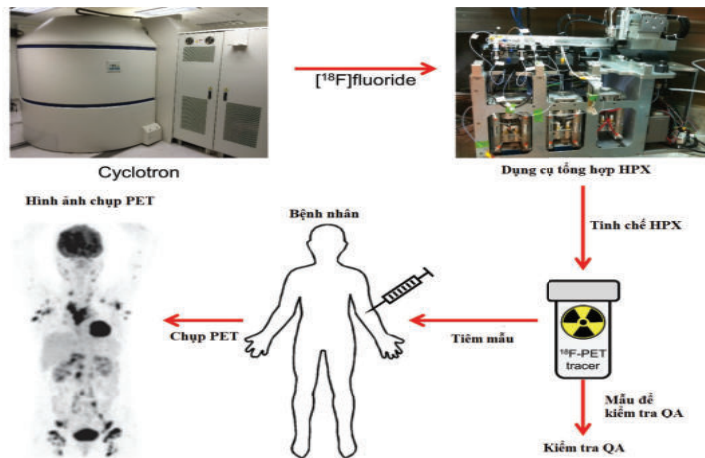 [¹⁸F]fluoride
Cyclotron
Dụng cụ tổng hợp HPX
Hình ảnh chụp PET
Bệnh nhân
Tinh chế HPX
Chụp PET
Tiêm mẫu
¹⁸F-PET
tracer
Mẫu để
kiểm tra QA
Kiểm tra QA